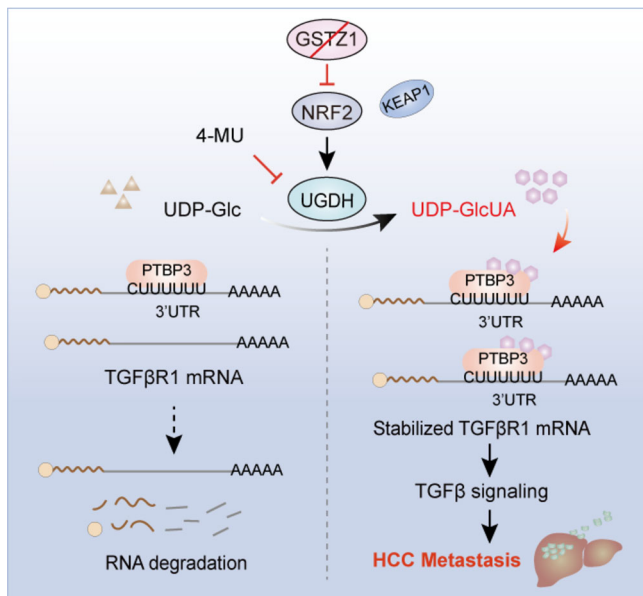 GSTZ1
NRF2
KEAP1
4-MU
UGDH
UDP-Glc
UDP-GlcUA
PTBP3
CUUUUUU
AAAAA
3'UTR
AAAAA
TGFβR1 mRNA
AAAAA
RNA degradation
PTBP3
CUUUUUU
AAAAA
3'UTR
PTBP3
CUUUUUU
AAAAA
3'UTR
Stabilized TGFβR1 mRNA
TGFβ signaling
HCC Metastasis